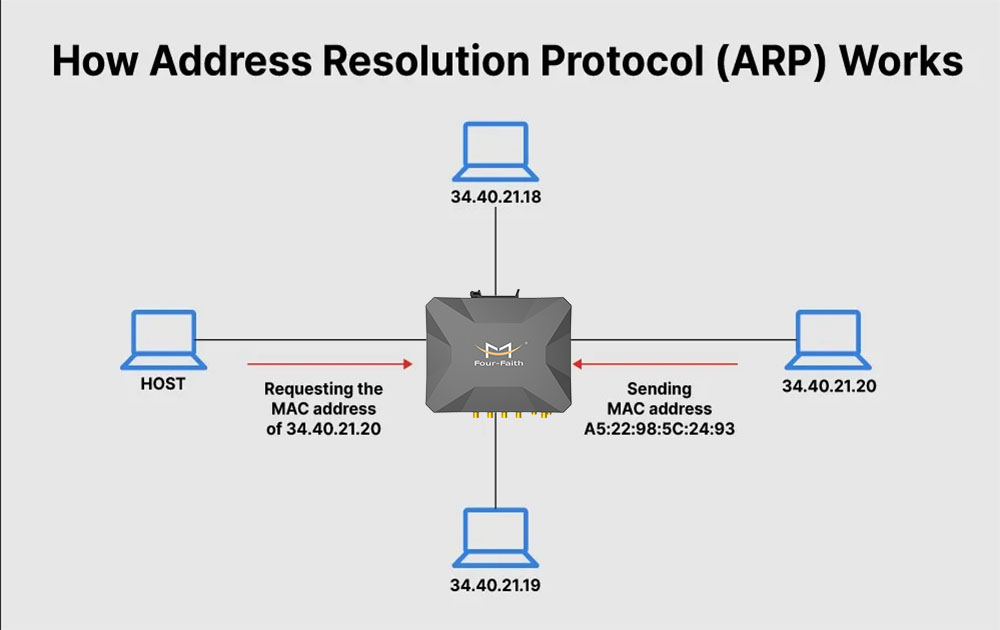 How Address Resolution Protocol (ARP) Works
34.40.21.18
HOST
Requesting the
MAC address
of 34.40.21.20
Four-Faith
Sending
MAC address
A5:22:98:5C:24:93
34.40.21.20
34.40.21.19